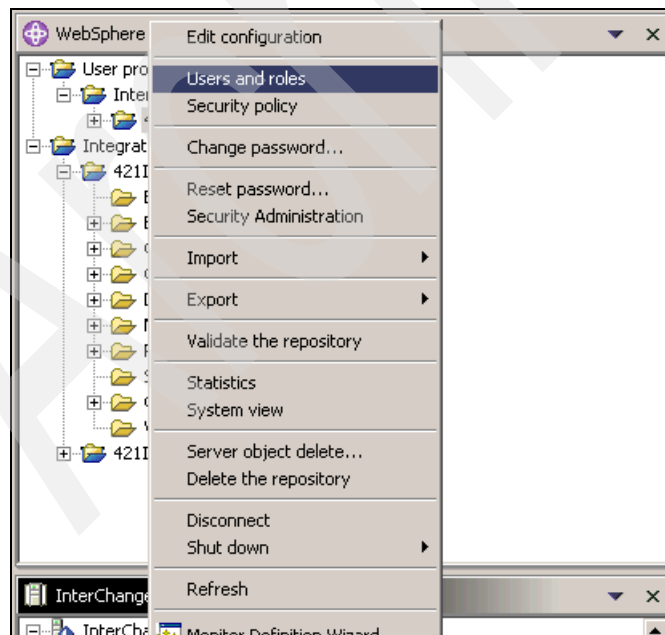 WebSphere
Edit configuration
User pro
Users and roles
Inter
Security policy
4
Integrat
Change password...
421I
Reset password...
Security Administration
Import
Export
Validate the repository
Statistics
System view
421I
Server object delete...
Delete the repository
Disconnect
Shut down
Refresh
InterChange
InterCha
Monitor Definition Wizard